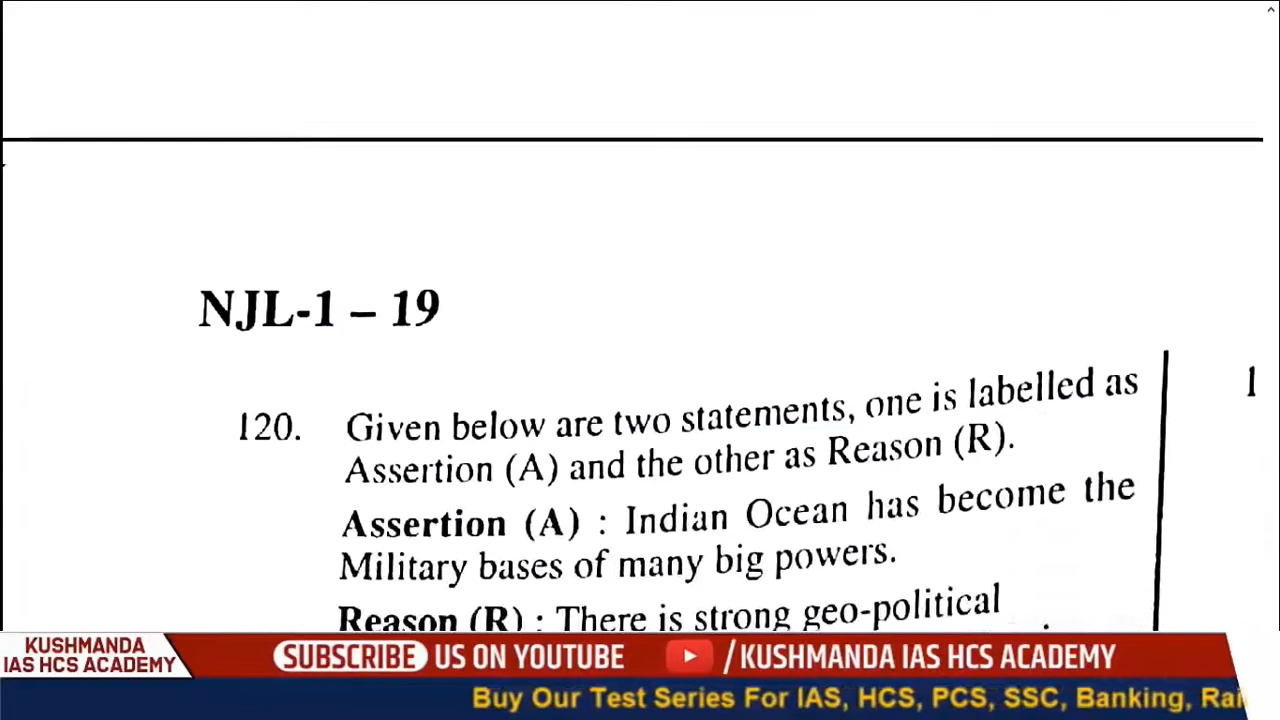 NJL-1 – 19
120. Given below are two statements, one is labelled as
1
Assertion (A) and the other as Reason (R).
Assertion (A) : Indian Ocean has become the
Military bases of many big powers.
Reason (R) : There is strong geo-political
KUSHMANDA
IAS HCS ACADEMY
SUBSCRIBE US ON YOUTUBE /KUSHMANDA IAS HCS ACADEMY
Buy Our Test Series For IAS, HCS, PCS, SSC, Banking, Rai